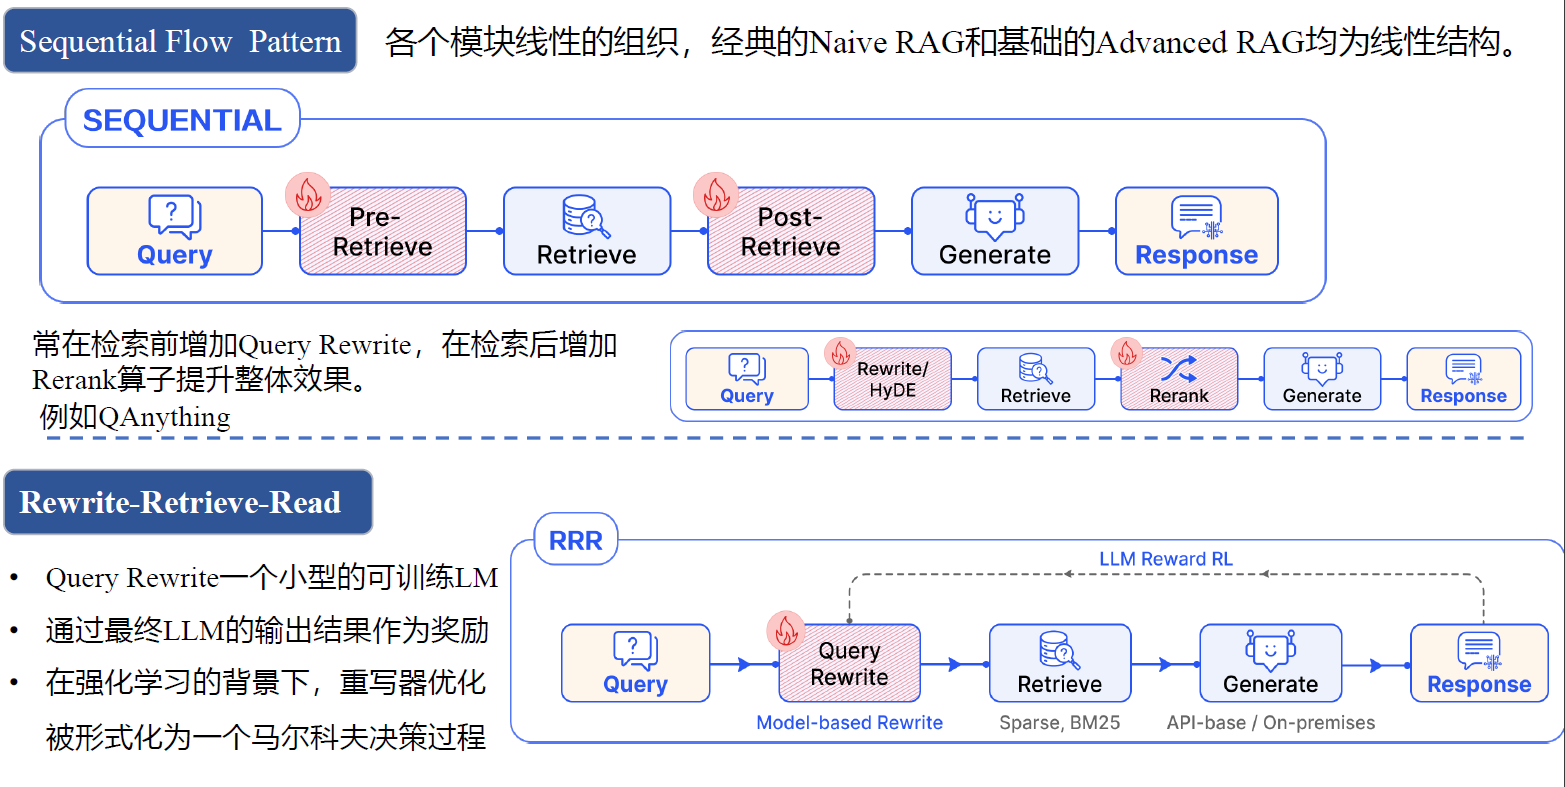 Sequential Flow Pattern
各个模块线性的组织，经典的Naive RAG和基础的Advanced RAG均为线性结构。
SEQUENTIAL
Query
Pre-
Retrieve
Retrieve
Post-
Retrieve
Generate
Response
常在检索前增加Query Rewrite，在检索后增加
Rerank算子提升整体效果。
例如QAnything
Query
Rewrite/
HyDE
Retrieve
Rerank
Generate
Response
Rewrite-Retrieve-Read
• Query Rewrite一个小型的可训练LM
• 通过最终LLM的输出结果作为奖励
• 在强化学习的背景下，重写器优化
被形式化为一个马尔科夫决策过程
RRR
LLM Reward RL
Query
Query
Rewrite
Retrieve
Generate
Response
Model-based Rewrite
Sparse, BM25
API-base / On-premises